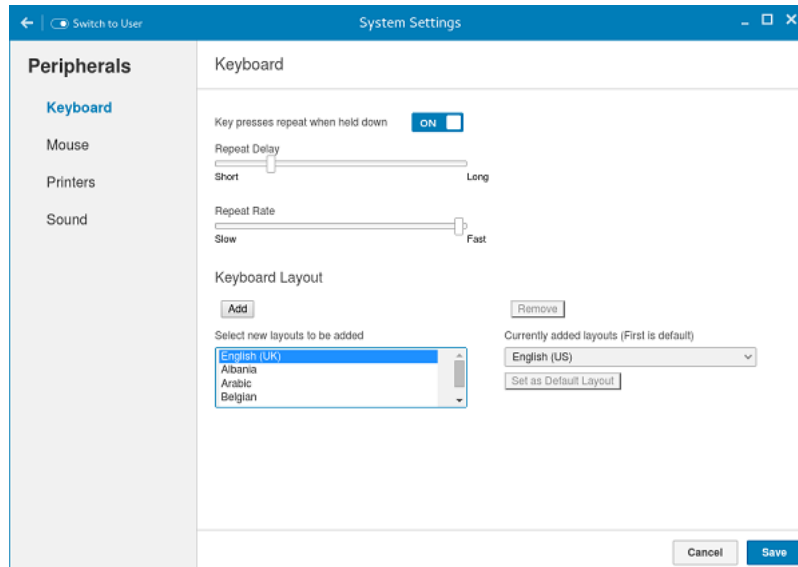 Switch to User
System Settings
Peripherals
Keyboard
Mouse
Printers
Sound
Keyboard
Key presses repeat when held down
ON
Repeat Delay
Short Long
Repeat Rate
Slow Fast
Keyboard Layout
Add
Remove
Select new layouts to be added
English (UK)
Albania
Arabic
Belgian
Currently added layouts (First is default)
English (US)
Set as Default Layout
Cancel
Save